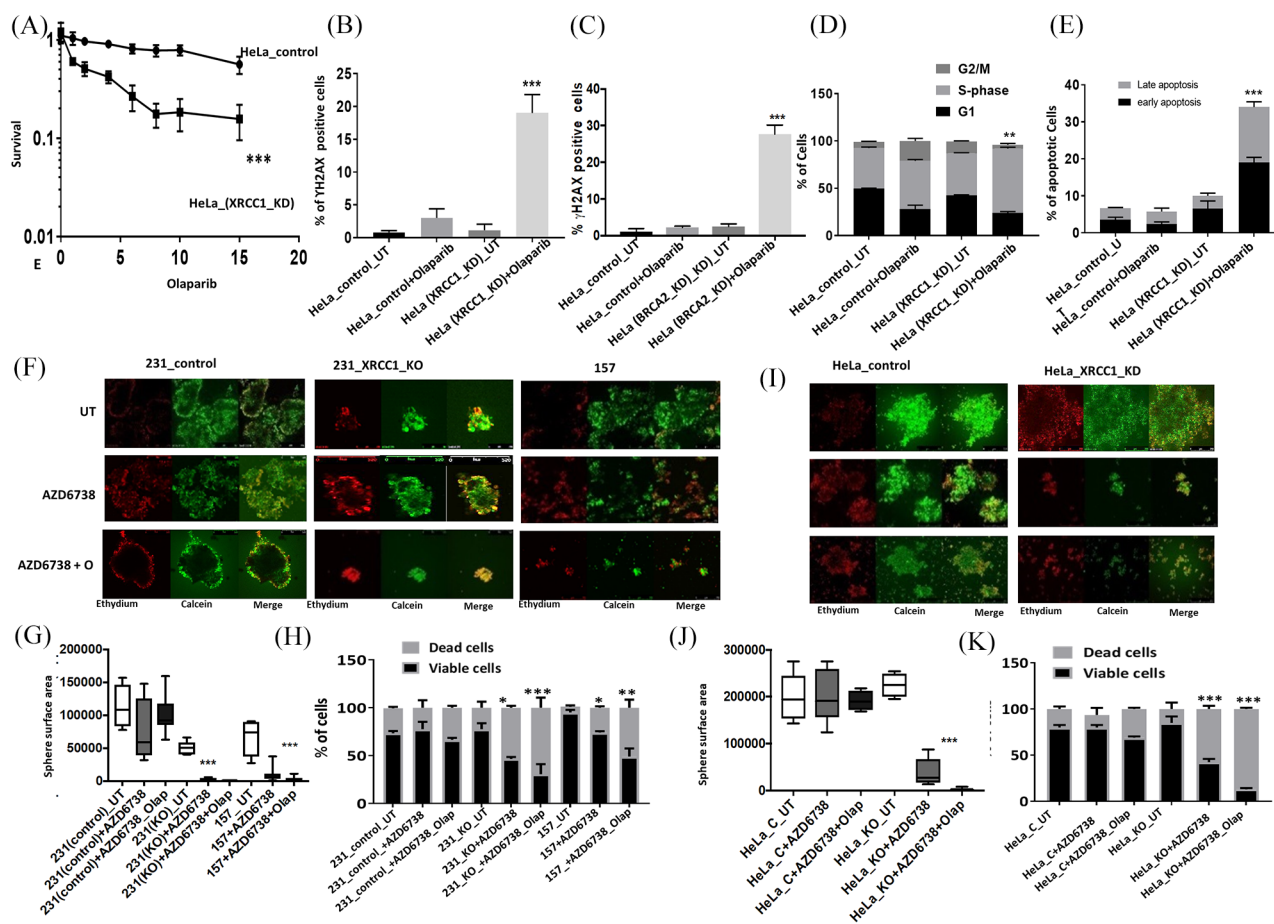 (A)
1
0.1
0.01
Survival
HeLa_control
***
HeLa_(XRCC1_KD)
E
0
5
10
15
20
Olaparib
(B)
25
20
15
10
5
0
% of YH2AX positive cells
***
HeLa_control_UT
HeLa_control+Olaparib
HeLa (XRCC1_KD)_UT
HeLa (XRCC1_KD)+Olaparib
(C)
40
30
20
10
0
% γH2AX positive cells
***
HeLa_control_UT
HeLa_control+Olaparib
HeLa (BRCA2_KD)_KD)_UT
HeLa (BRCA2_KD)+Olaparib
(D)
G2/M
S-phase
G1
100
50
0
% of Cells
**
HeLa_control_UT
HeLa_control+Olaparib
HeLa (XRCC1_KD)_UT
HeLa (XRCC1_KD)+Olaparib
(E)
Late apoptosis
early apoptosis
40
30
20
10
0
% of apoptotic Cells
***
HeLa_control_U
T
HeLa_control+Olaparib
HeLa (XRCC1_KD)_UT
HeLa (XRCC1_KD)+Olaparib
(F)
231_control
231_XRCC1_KO
157
UT
AZD6738
AZD6738 + O
Ethydium Calcein Merge
Ethydium Calcein Merge
Ethydium Calcein Merge
(I)
HeLa_control
HeLa_XRCC1_KD
Ethydium Calcein Merge
Ethydium Calcein Merge
(G)
200000
150000
100000
50000
0
Sphere surface area
***
***
231(control)_UT
231(control)+AZD6738
231(control)+AZD6738_Olap
231(KO)_UT
231(KO)+AZD6738
231(KO)+AZD6738+Olap
157_UT
157+AZD6738
157+AZD6738+Olap
(H)
Dead cells
Viable cells
100
50
0
% of cells
*
***
*
**
231_control_UT
231_control_+AZD6738
231_control_+AZD6738_Olap
231_KO_UT
231_KO+AZD6738
231_KO_+AZD6738_Olap
157_UT
157+AZD6738
157_+AZD6738_Olap
(J)
300000
200000
100000
0
Sphere surface area
***
HeLa_C_UT
HeLa_C+AZD6738
HeLa_C+AZD6738+Olap
HeLa_KO_UT
HeLa_KO+AZD6738
HeLa_KO+AZD6738+Olap
(K)
Dead cells
Viable cells
100
50
0
***
***
HeLa_C_UT
HeLa_C+AZD6738
HeLa_C+AZD6738_Olap
HeLa_KO_UT
HeLa_KO+AZD6738
HeLa_KO+AZD6738_Olap